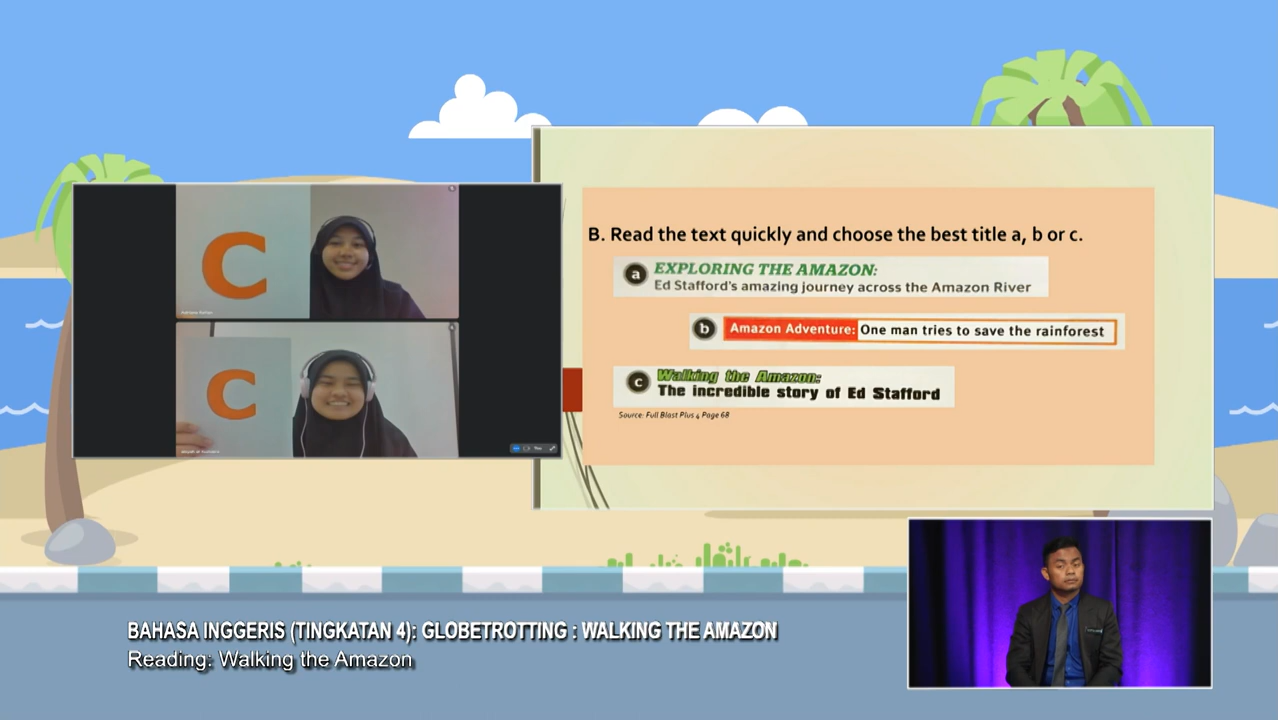 C
C
B. Read the text quickly and choose the best title a, b or c.
a EXPLORING THE AMAZON:
Ed Stafford's amazing journey across the Amazon River
b Amazon Adventure: One man tries to save the rainforest
c Walking the Amazon:
The incredible story of Ed Stafford
Source: Full Blast Plus 4 Page 68
BAHASA INGGERIS (TINGKATAN 4): GLOBETROTTING : WALKING THE AMAZON
Reading: Walking the Amazon